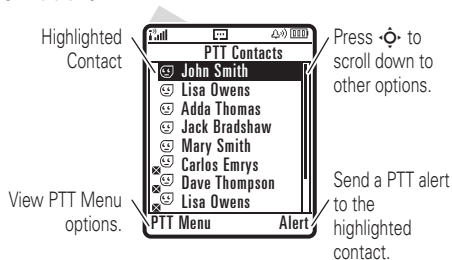 Highlighted
Contact
PTT Contacts
John Smith
Lisa Owens
Adda Thomas
Jack Bradshaw
Mary Smith
Carlos Emrys
Dave Thompson
Lisa Owens
PTT Menu
Alert
Press to
scroll down to
other options.
View PTT Menu
options.
Send a PTT alert
to the
highlighted
contact.